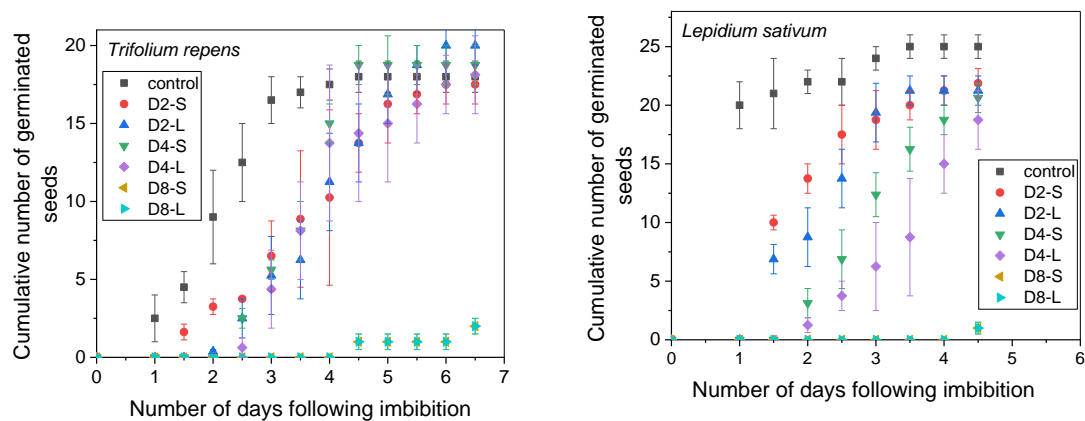 Trifolium repens
control
D2-S
D2-L
D4-S
D4-L
D8-S
D8-L
20
15
10
5
0
0 1 2 3 4 5 6 7
Cumulative number of germinated
seeds
Number of days following imbibition
Lepidium sativum
control
D2-S
D2-L
D4-S
D4-L
D8-S
D8-L
25
20
15
10
5
0
0 1 2 3 4 5 6
Cumulative number of germinated
seeds
Number of days following imbibition